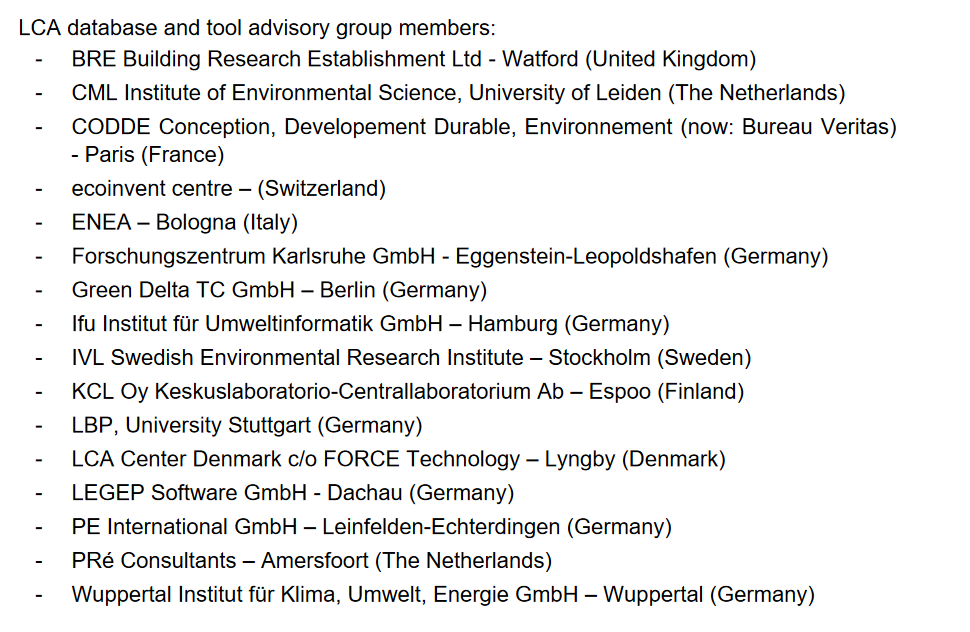 LCA database and tool advisory group members:
- BRE Building Research Establishment Ltd - Watford (United Kingdom)
- CML Institute of Environmental Science, University of Leiden (The Netherlands)
- CODDE Conception, Developement Durable, Environnement (now: Bureau Veritas)
- Paris (France)
- ecoinvent centre – (Switzerland)
- ENEA – Bologna (Italy)
- Forschungszentrum Karlsruhe GmbH - Eggenstein-Leopoldshafen (Germany)
- Green Delta TC GmbH – Berlin (Germany)
- Ifu Institut für Umweltinformatik GmbH – Hamburg (Germany)
- IVL Swedish Environmental Research Institute – Stockholm (Sweden)
- KCL Oy Keskuslaboratorio-Centrallaboratorium Ab – Espoo (Finland)
- LBP, University Stuttgart (Germany)
- LCA Center Denmark c/o FORCE Technology – Lyngby (Denmark)
- LEGEP Software GmbH - Dachau (Germany)
- PE International GmbH – Leinfelden-Echterdingen (Germany)
- PRé Consultants – Amersfoort (The Netherlands)
- Wuppertal Institut für Klima, Umwelt, Energie GmbH – Wuppertal (Germany)